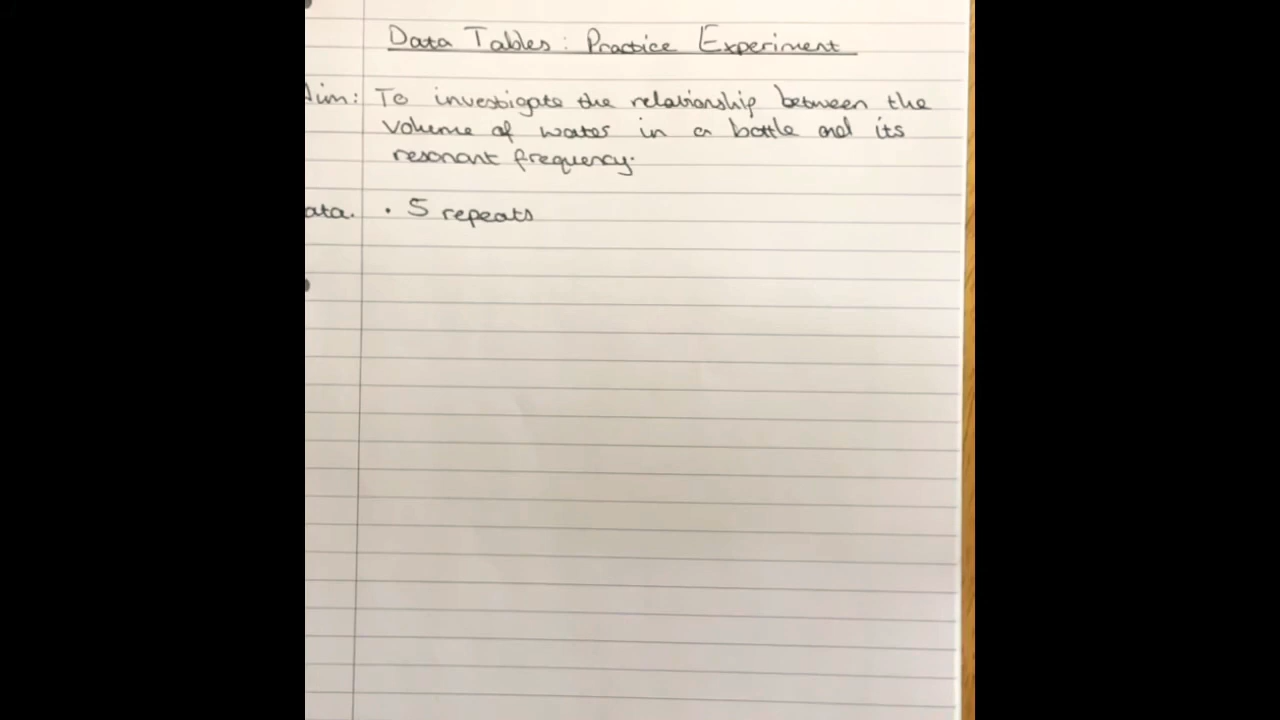 Data Tables: Practice Experiment
Aim: To investigate the relationship between the
volume of water in a bottle and its
resonant frequency.
ata. • 5 repeats